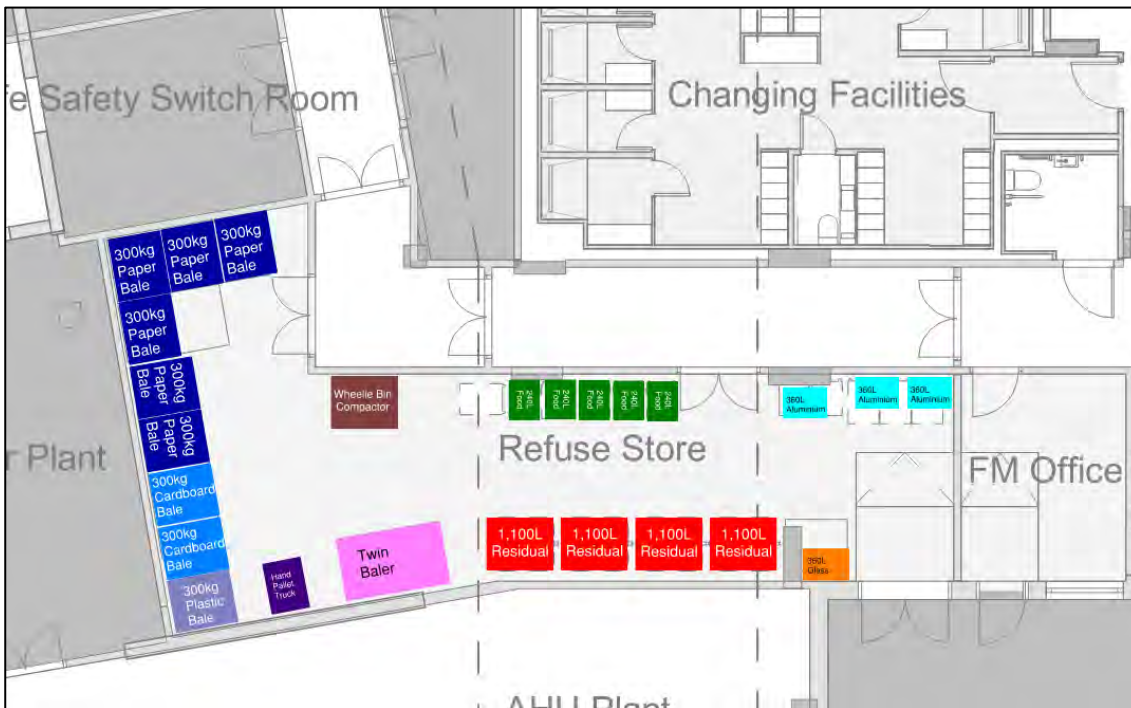 fe Safety Switch Room
Changing Facilities
300kg
Paper
Bale
300kg
Paper
Bale
300kg
Paper
Bale
300kg
Paper
Bale
300kg
Paper
Bale
300kg
Paper
Bale
300kg
Cardboard
Bale
300kg
Cardboard
Bale
300kg
Plastic
Bale
r Plant
Hand
Pallet
Truck
Twin
Baler
Wheelie Bin
Compactor
240L
Food
240L
Food
240L
Food
240L
Food
240L
Food
360L
Aluminium
360L
Aluminium
360L
Aluminium
Refuse Store
FM Office
1,100L
Residual
1,100L
Residual
1,100L
Residual
1,100L
Residual
360L
Glass
AHU Plant